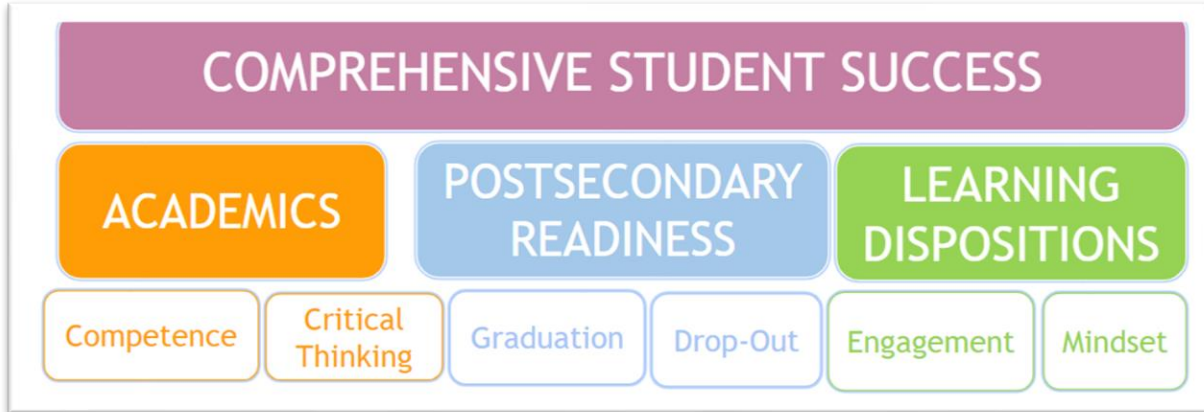 COMPREHENSIVE STUDENT SUCCESS
ACADEMICS
POSTSECONDARY
READINESS
LEARNING
DISPOSITIONS
Competence
Critical
Thinking
Graduation
Drop-Out
Engagement
Mindset